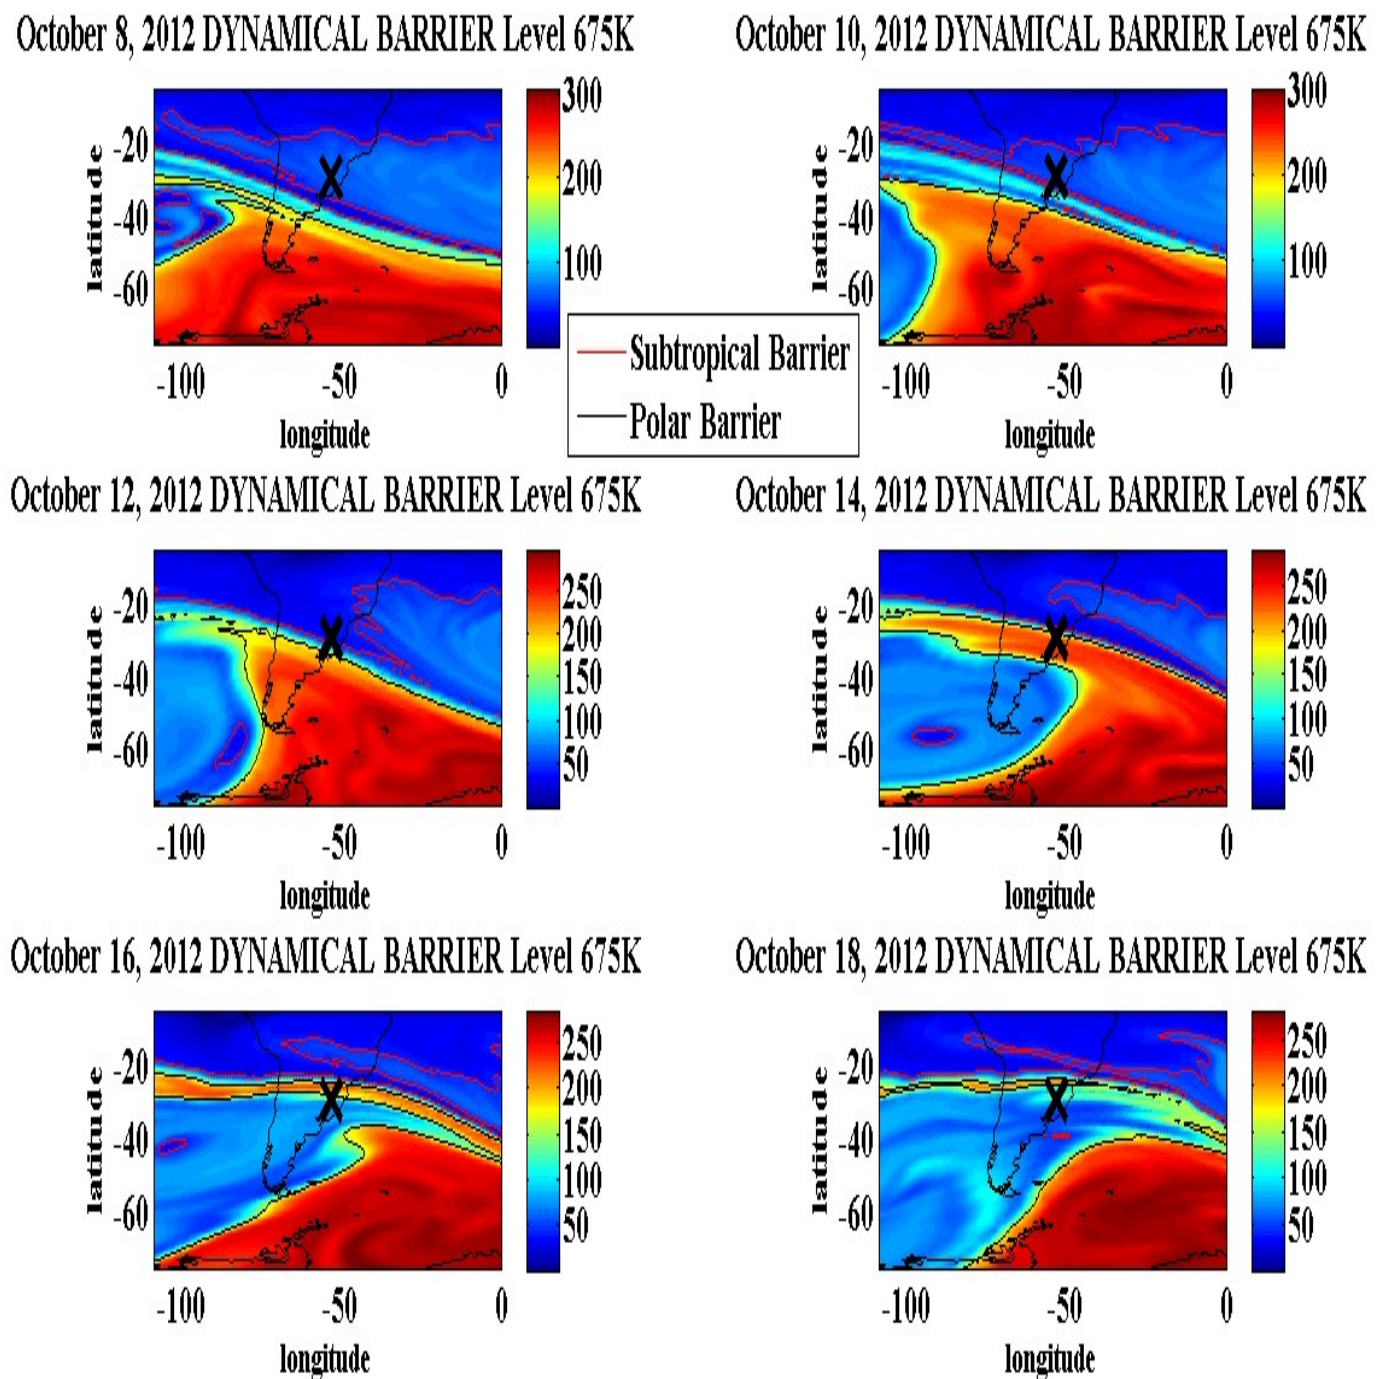 October 8, 2012 DYNAMICAL BARRIER Level 675K
latitude
-20
-40
-60
-100
-50
0
longitude
300
200
100
October 10, 2012 DYNAMICAL BARRIER Level 675K
latitude
-20
-40
-60
-100
-50
0
longitude
300
200
100
Subtropical Barrier
Polar Barrier
October 12, 2012 DYNAMICAL BARRIER Level 675K
latitude
-20
-40
-60
-100
-50
0
longitude
250
200
150
100
50
October 14, 2012 DYNAMICAL BARRIER Level 675K
latitude
-20
-40
-60
-100
-50
0
longitude
250
200
150
100
50
October 16, 2012 DYNAMICAL BARRIER Level 675K
latitude
-20
-40
-60
-100
-50
0
longitude
250
200
150
100
50
October 18, 2012 DYNAMICAL BARRIER Level 675K
latitude
-20
-40
-60
-100
-50
0
longitude
250
200
150
100
50
X
X
X
X
X
X